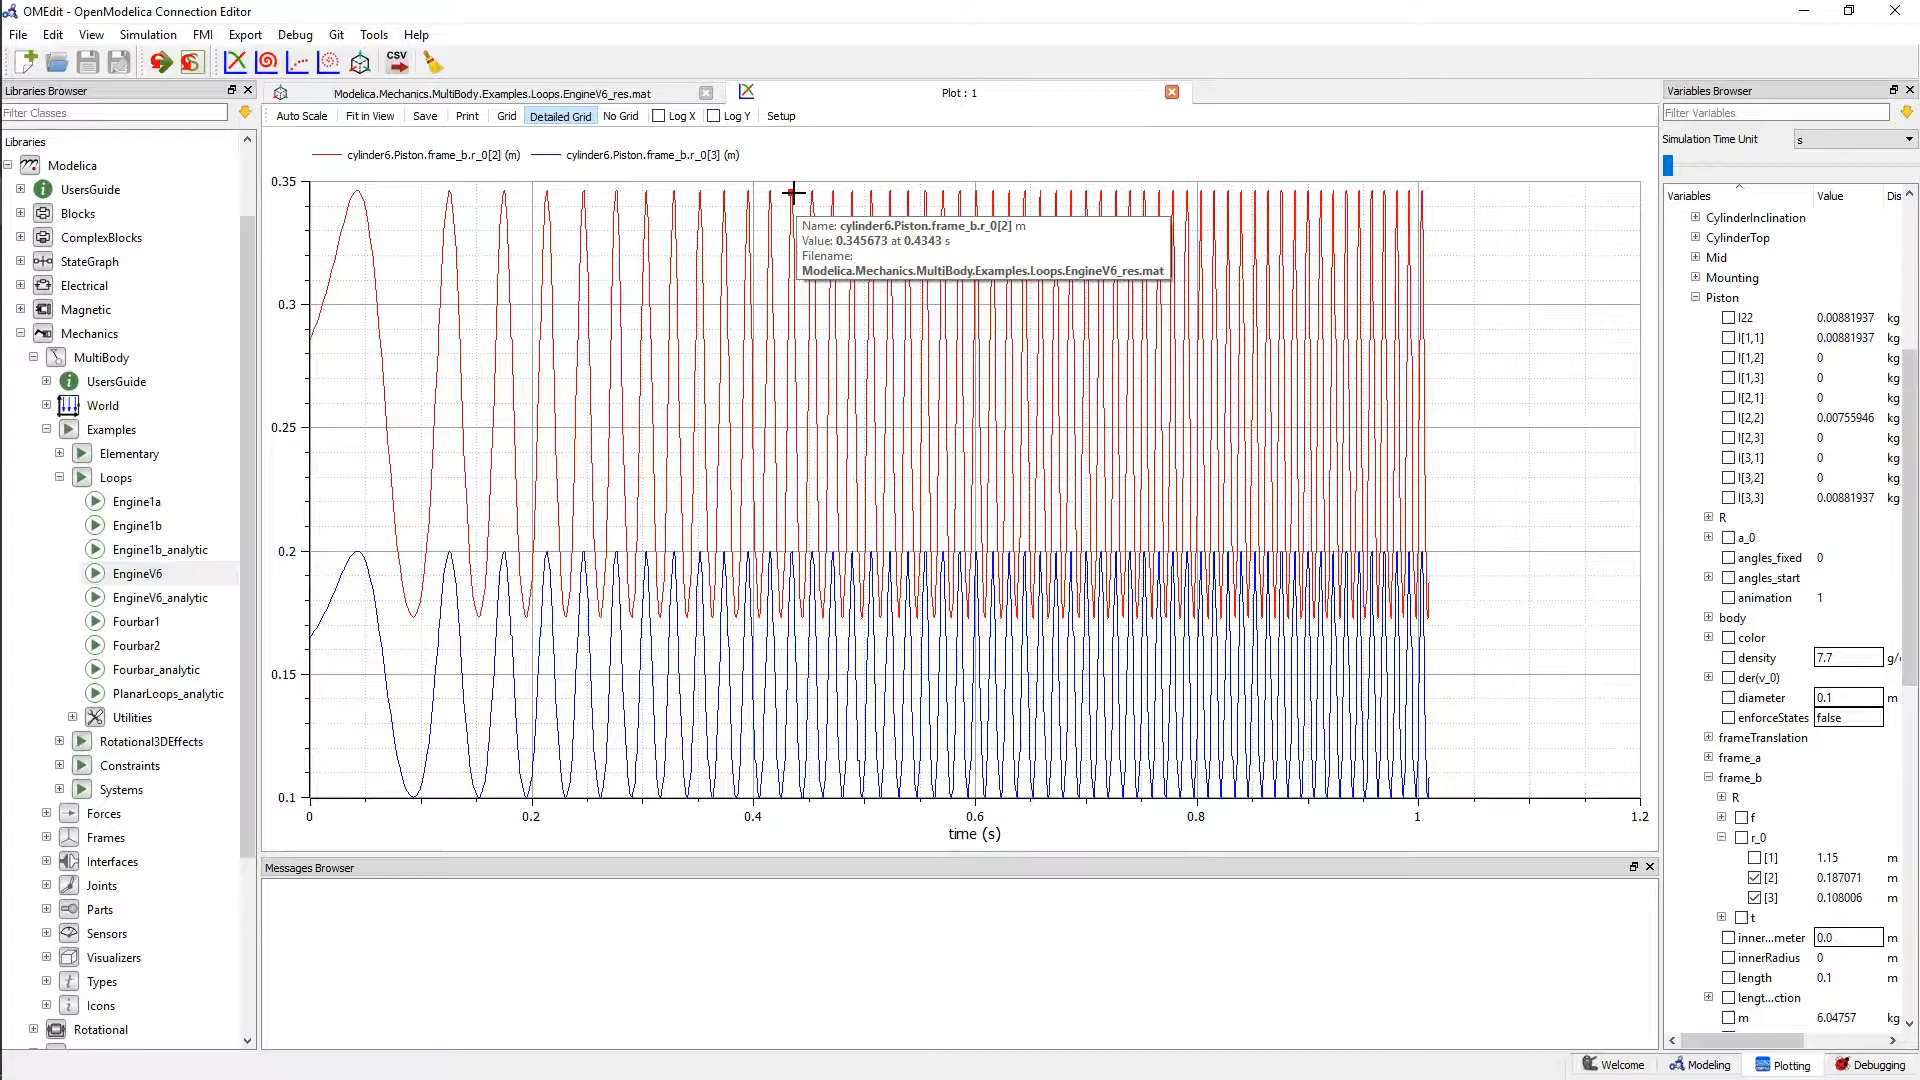 OMEdit - OpenModelica Connection Editor
File Edit View Simulation FMI Export Debug Git Tools Help
CSV
Libraries Browser
Filter Classes
Libraries
Modelica
UsersGuide
Blocks
ComplexBlocks
StateGraph
Electrical
Magnetic
Mechanics
MultiBody
UsersGuide
World
Examples
Elementary
Loops
Engine1a
Engine1b
Engine1b_analytic
EngineV6
EngineV6_analytic
Fourbar1
Fourbar2
Fourbar_analytic
PlanarLoops_analytic
Utilities
Rotational3DEffects
Constraints
Systems
Forces
Frames
Interfaces
Joints
Parts
Sensors
Visualizers
Types
Icons
Rotational
Modelica.Mechanics.MultiBody.Examples.Loops.EngineV6_res.mat
Plot : 1
Auto Scale Fit in View Save Print Grid Detailed Grid No Grid Log X Log Y Setup
cylinder6.Piston.frame_b.r_0[2] (m) cylinder6.Piston.frame_b.r_0[3] (m)
0.35
0.3
0.25
0.2
0.15
0.1
Name: cylinder6.Piston.frame_b.r_0[2] m
Value: 0.345673 at 0.4343 s
Filename:
Modelica.Mechanics.MultiBody.Examples.Loops.EngineV6_res.mat
0 0.2 0.4 0.6 0.8 1 1.2
time (s)
Messages Browser
Variables Browser
Filter Variables
Simulation Time Unit s
Variables Value Dis
CylinderInclination
CylinderTop
Mid
Mounting
Piston
I22 0.00881937 kg
I[1,1] 0.00881937 kg
I[1,2] 0 kg
I[1,3] 0 kg
I[2,1] 0 kg
I[2,2] 0.00755946 kg
I[2,3] 0 kg
I[3,1] 0 kg
I[3,2] 0 kg
I[3,3] 0.00881937 kg
R
a_0
angles_fixed 0
angles_start
animation 1
body
color
density 7.7 g/
der(v_0)
diameter 0.1 m
enforceStates false
frameTranslation
frame_a
frame_b
R
f
r_0
[1] 1.15 m
[2] 0.187071 m
[3] 0.108006 m
t
inner...meter 0.0 m
innerRadius 0 m
length 0.1 m
lengt...ction
m 6.04757 kg
Welcome Modeling Plotting Debugging